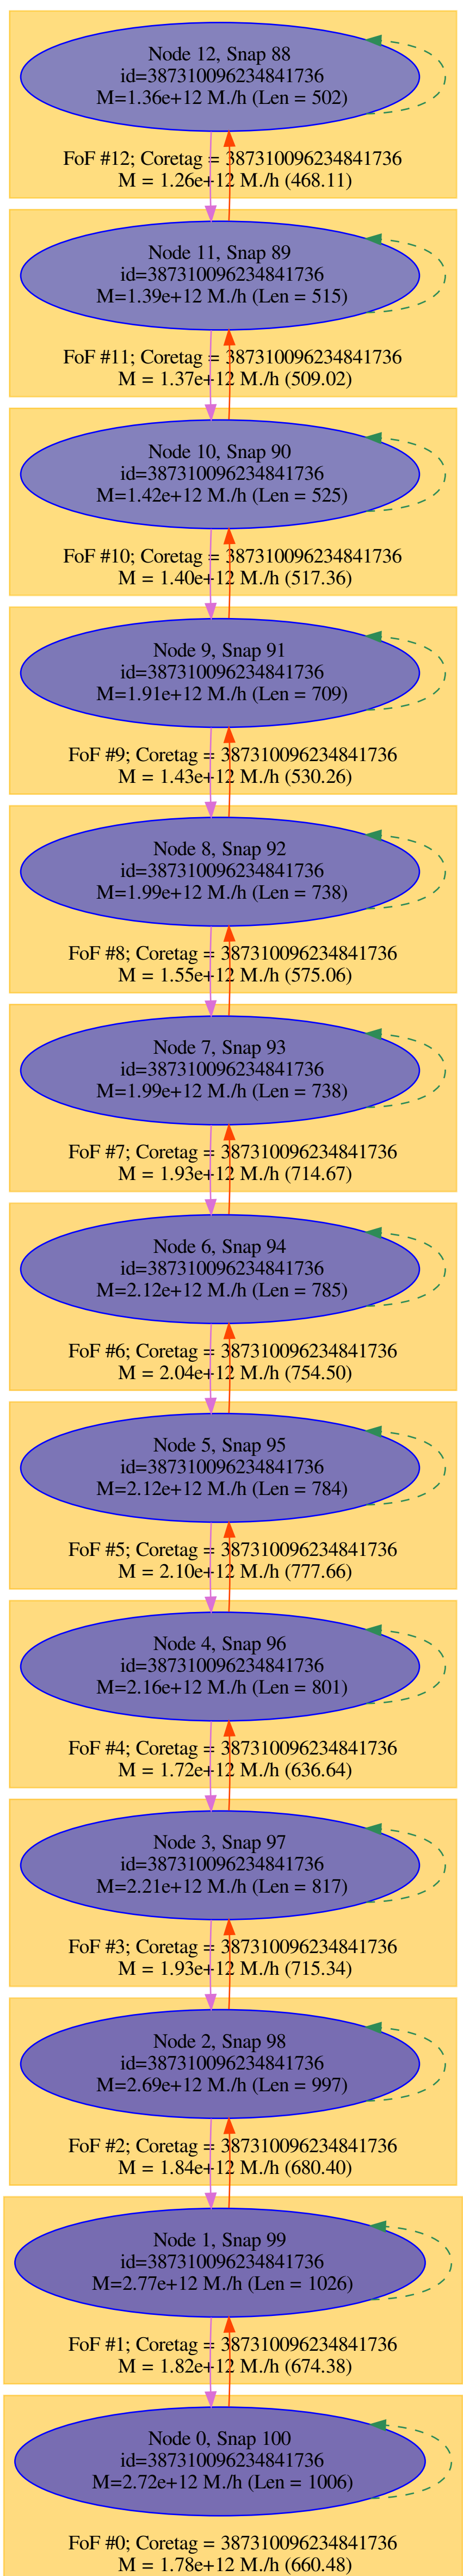 Node 12, Snap 88
id=387310096234841736
M=1.36e+12 M./h (Len = 502)
FoF #12; Coretag = 387310096234841736
M = 1.26e+12 M./h (468.11)
Node 11, Snap 89
id=387310096234841736
M=1.39e+12 M./h (Len = 515)
FoF #11; Coretag = 387310096234841736
M = 1.37e+12 M./h (509.02)
Node 10, Snap 90
id=387310096234841736
M=1.42e+12 M./h (Len = 525)
FoF #10; Coretag = 387310096234841736
M = 1.40e+12 M./h (517.36)
Node 9, Snap 91
id=387310096234841736
M=1.91e+12 M./h (Len = 709)
FoF #9; Coretag = 387310096234841736
M = 1.43e+12 M./h (530.26)
Node 8, Snap 92
id=387310096234841736
M=1.99e+12 M./h (Len = 738)
FoF #8; Coretag = 387310096234841736
M = 1.55e+12 M./h (575.06)
Node 7, Snap 93
id=387310096234841736
M=1.99e+12 M./h (Len = 738)
FoF #7; Coretag = 387310096234841736
M = 1.93e+12 M./h (714.67)
Node 6, Snap 94
id=387310096234841736
M=2.12e+12 M./h (Len = 785)
FoF #6; Coretag = 387310096234841736
M = 2.04e+12 M./h (754.50)
Node 5, Snap 95
id=387310096234841736
M=2.12e+12 M./h (Len = 784)
FoF #5; Coretag = 387310096234841736
M = 2.10e+12 M./h (777.66)
Node 4, Snap 96
id=387310096234841736
M=2.16e+12 M./h (Len = 801)
FoF #4; Coretag = 387310096234841736
M = 1.72e+12 M./h (636.64)
Node 3, Snap 97
id=387310096234841736
M=2.21e+12 M./h (Len = 817)
FoF #3; Coretag = 387310096234841736
M = 1.93e+12 M./h (715.34)
Node 2, Snap 98
id=387310096234841736
M=2.69e+12 M./h (Len = 997)
FoF #2; Coretag = 387310096234841736
M = 1.84e+12 M./h (680.40)
Node 1, Snap 99
id=387310096234841736
M=2.77e+12 M./h (Len = 1026)
FoF #1; Coretag = 387310096234841736
M = 1.82e+12 M./h (674.38)
Node 0, Snap 100
id=387310096234841736
M=2.72e+12 M./h (Len = 1006)
FoF #0; Coretag = 387310096234841736
M = 1.78e+12 M./h (660.48)